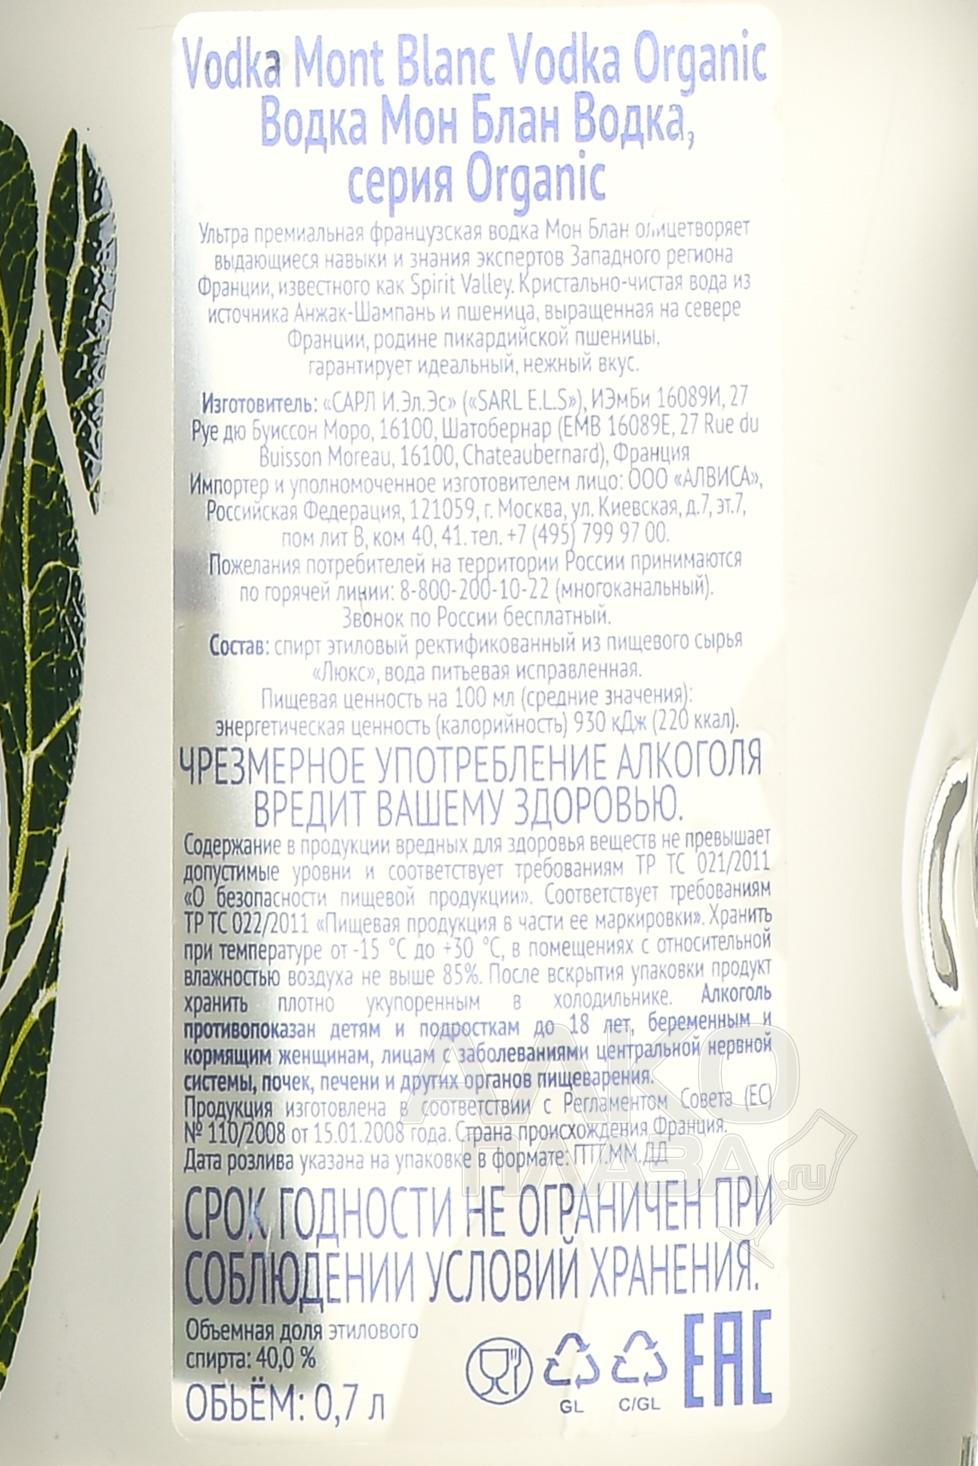 Vodka Mont Blanc Vodka Organic
Водка Мон Блан Водка,
серия Organic
Ультра премиальная французская водка Мон Блан олицетворяет
выдающиеся навыки и знания экспертов Западного региона
Франции, известного как Spirit Valley. Кристально-чистая вода из
источника Анжак-Шампань и пшеница, выращенная на севере
Франции, родине пикардийской пшеницы,
гарантирует идеальный, нежный вкус.
Изготовитель: «САРЛ И.Эл.Эс» («SARL E.L.S»), ИЭмБи 16089И, 27
Руе дю Буиссон Моро, 16100, Шатобернар (EMB 16089E, 27 Rue du
Buisson Moreau, 16100, Chateaubernard), Франция
Импортер и уполномоченное изготовителем лицо: ООО «АЛВИСА»,
Российская Федерация, 121059, г. Москва, ул. Киевская, д.7, эт.7,
пом лит В, ком 40, 41. тел. +7 (495) 799 97 00.
Пожелания потребителей на территории России принимаются
по горячей линии: 8-800-200-10-22 (многоканальный).
Звонок по России бесплатный.
Состав: спирт этиловый ректификованный из пищевого сырья
«Люкс», вода питьевая исправленная.
Пищевая ценность на 100 мл (средние значения):
энергетическая ценность (калорийность) 930 кДж (220 ккал).
ЧРЕЗМЕРНОЕ УПОТРЕБЛЕНИЕ АЛКОГОЛЯ
ВРЕДИТ ВАШЕМУ ЗДОРОВЬЮ.
Содержание в продукции вредных для здоровья веществ не превышает
допустимые уровни и соответствует требованиям ТР ТС 021/2011
«О безопасности пищевой продукции». Соответствует требованиям
ТР ТС 022/2011 «Пищевая продукция в части ее маркировки». Хранить
при температуре от -15 °С до +30 °С, в помещениях с относительной
влажностью воздуха не выше 85%. После вскрытия упаковки продукт
хранить плотно укупоренным в холодильнике. Алкоголь
противопоказан детям и подросткам до 18 лет, беременным и
кормящим женщинам, лицам с заболеваниями центральной нервной
системы, почек, печени и других органов пищеварения.
Продукция изготовлена в соответствии с Регламентом Совета (ЕС)
№ 110/2008 от 15.01.2008 года. Страна происхождения Франция.
Дата розлива указана на упаковке в формате: ГГГГ.ММ.ДД
АЛКО
ПЛАЗА.ru
СРОК ГОДНОСТИ НЕ ОГРАНИЧЕН ПРИ
СОБЛЮДЕНИИ УСЛОВИЙ ХРАНЕНИЯ.
Объемная доля этилового
спирта: 40,0 %
ОБЬЁМ: 0,7 л
GL C/GL EAC